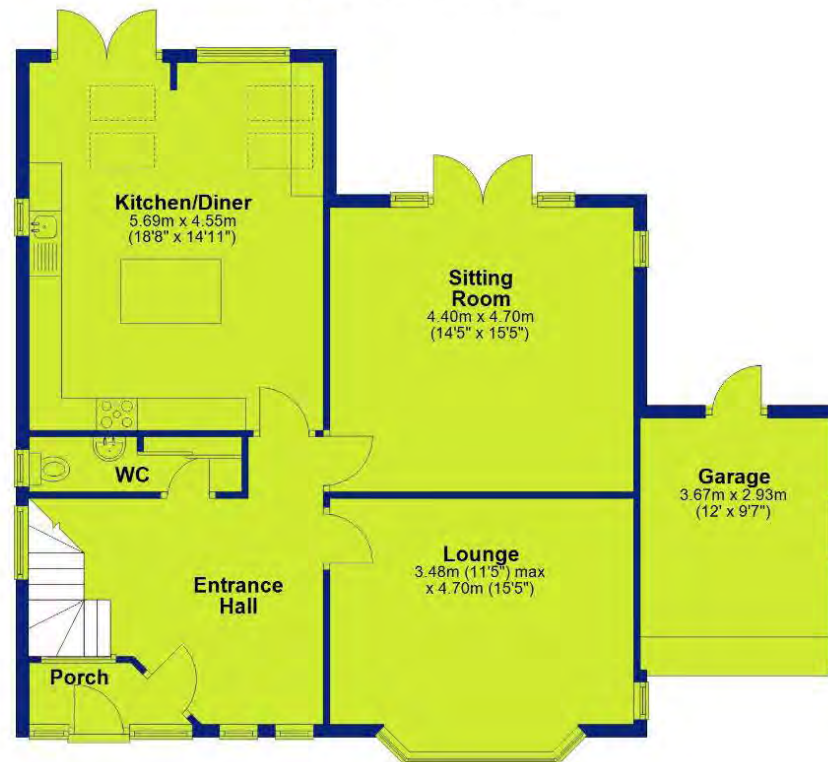 Kitchen/Diner
5.69m x 4.55m
(18'8" x 14'11")
Sitting
Room
4.40m x 4.70m
(14'5" x 15'5")
WC
Garage
3.67m x 2.93m
(12' x 9'7")
Lounge
3.48m (11'5") max
x 4.70m (15'5")
Entrance
Hall
Porch